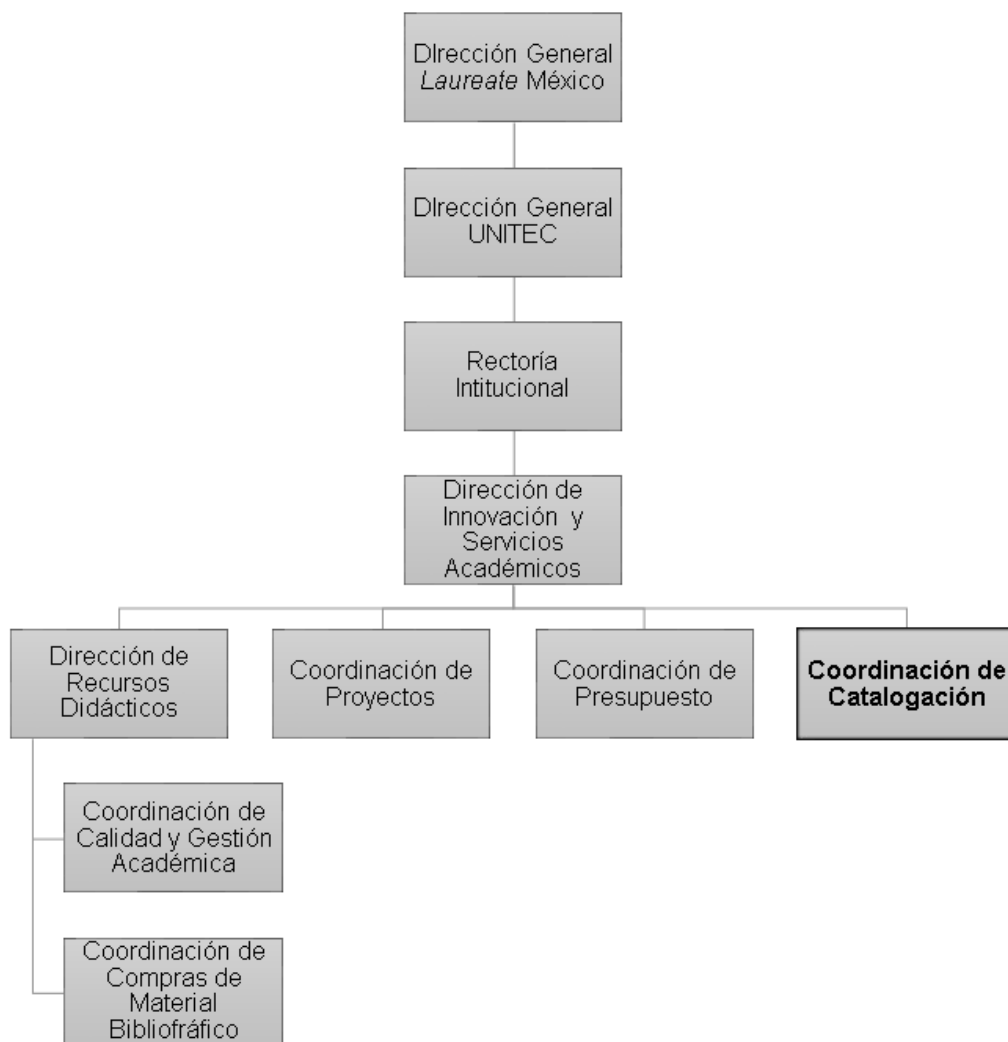 DIrección General
Laureate México
DIrección General
UNITEC
Rectoría
Intitucional
Dirección de
Innovación y
Servicios
Académicos
Dirección de
Recursos
Didácticos
Coordinación de
Proyectos
Coordinación de
Presupuesto
Coordinación de
Catalogación
Coordinación de
Calidad y Gestión
Académica
Coordinación de
Compras de
Material
Bibliofráfico